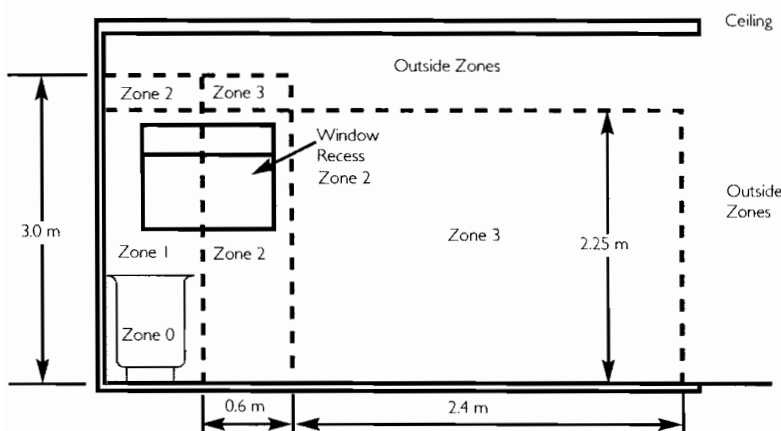 Ceiling
Outside Zones
Zone 2
Zone 3
Window
Recess
Zone 2
Outside
Zones
3.0 m
Zone 1
Zone 2
Zone 3
2.25 m
Zone 0
0.6 m
2.4 m